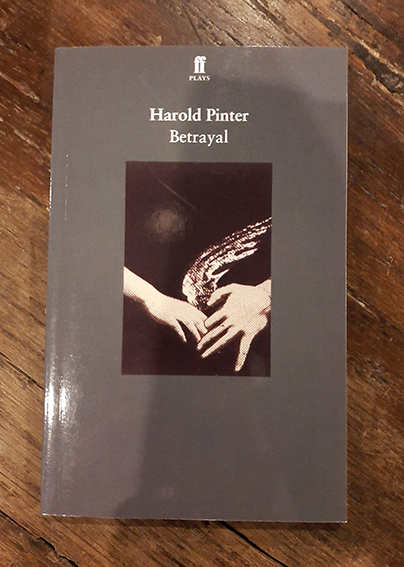 ff
PLAYS
Harold Pinter
Betrayal